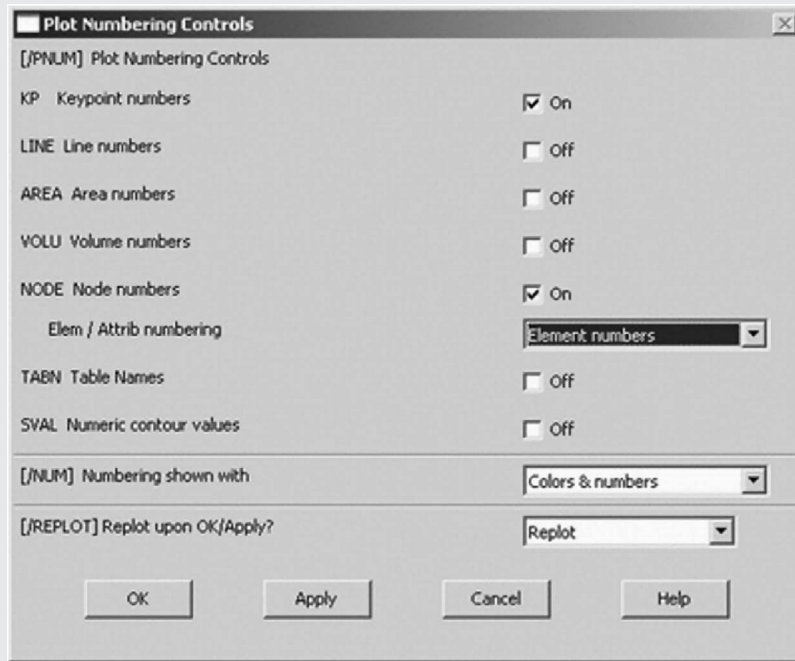 Plot Numbering Controls
[/PNUM] Plot Numbering Controls
KP Keypoint numbers On
LINE Line numbers Off
AREA Area numbers Off
VOLU Volume numbers Off
NODE Node numbers On
Elem / Attrib numbering Element numbers
TABN Table Names Off
SVAL Numeric contour values Off
[/NUM] Numbering shown with Colors & numbers
[/REPLOT] Replot upon OK/Apply? Replot
OK Apply Cancel Help